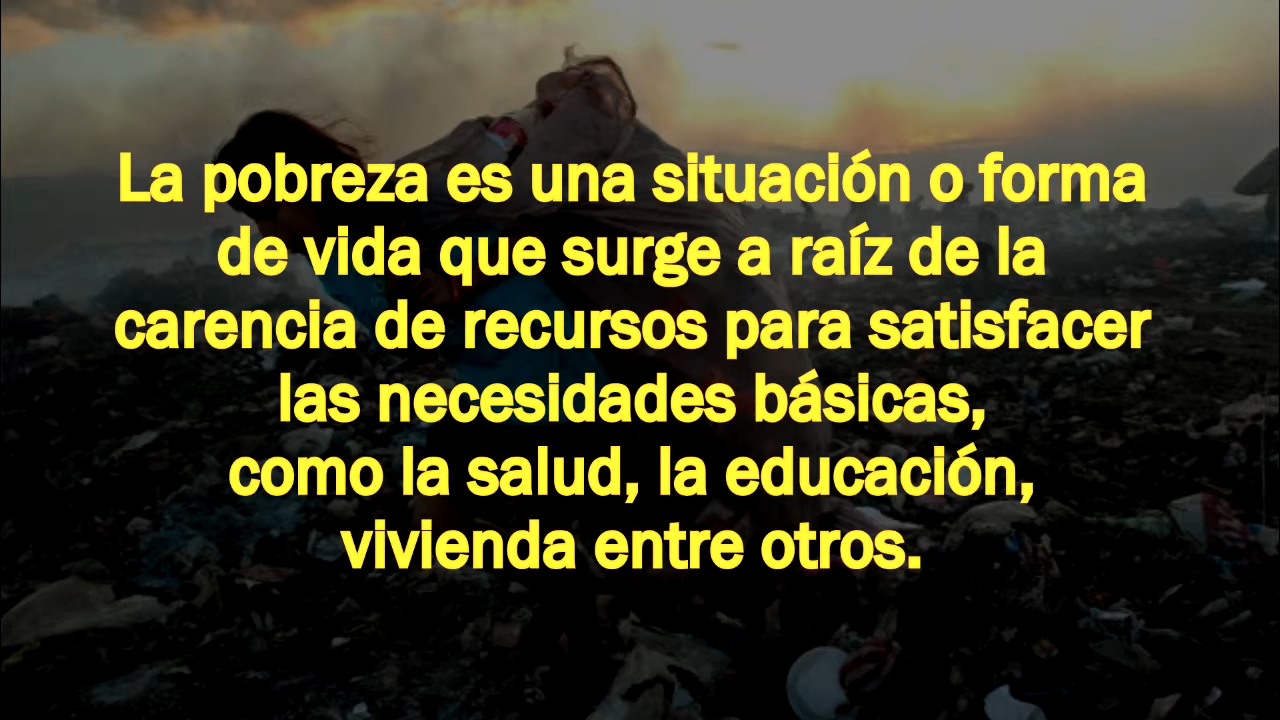 La pobreza es una situación o forma
de vida que surge a raíz de la
carencia de recursos para satisfacer
las necesidades básicas,
como la salud, la educación,
vivienda entre otros.